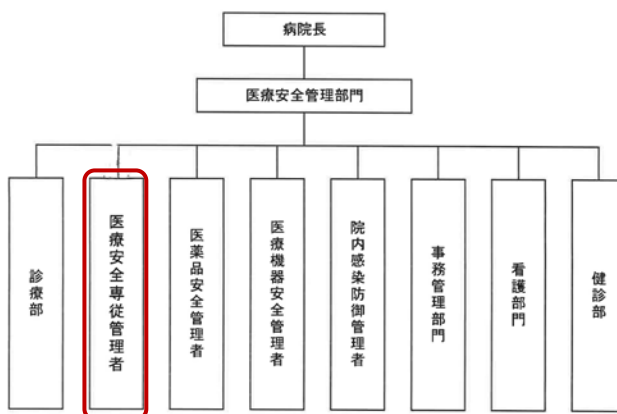 病院長
医療安全管理部門
診療部
医療安全専従管理者
医薬品安全管理者
医療機器安全管理者
院内感染防御管理者
事務管理部門
看護部門
健診部